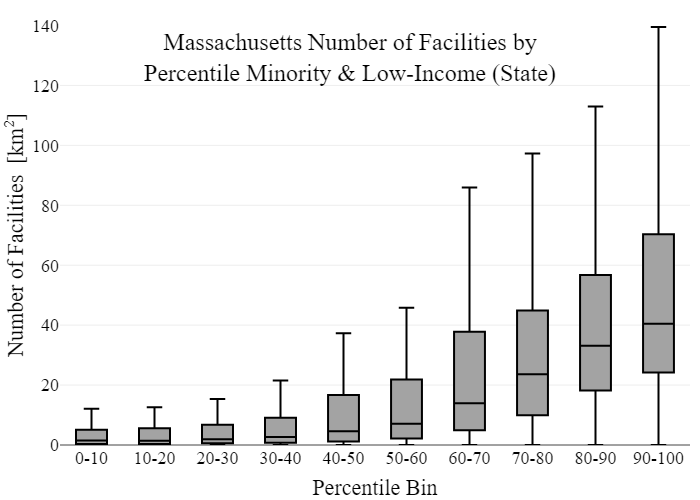 Massachusetts Number of Facilities by
Percentile Minority & Low-Income (State)
Number of Facilities [km²]
140
120
100
80
60
40
20
0
0-10 10-20 20-30 30-40 40-50 50-60 60-70 70-80 80-90 90-100
Percentile Bin